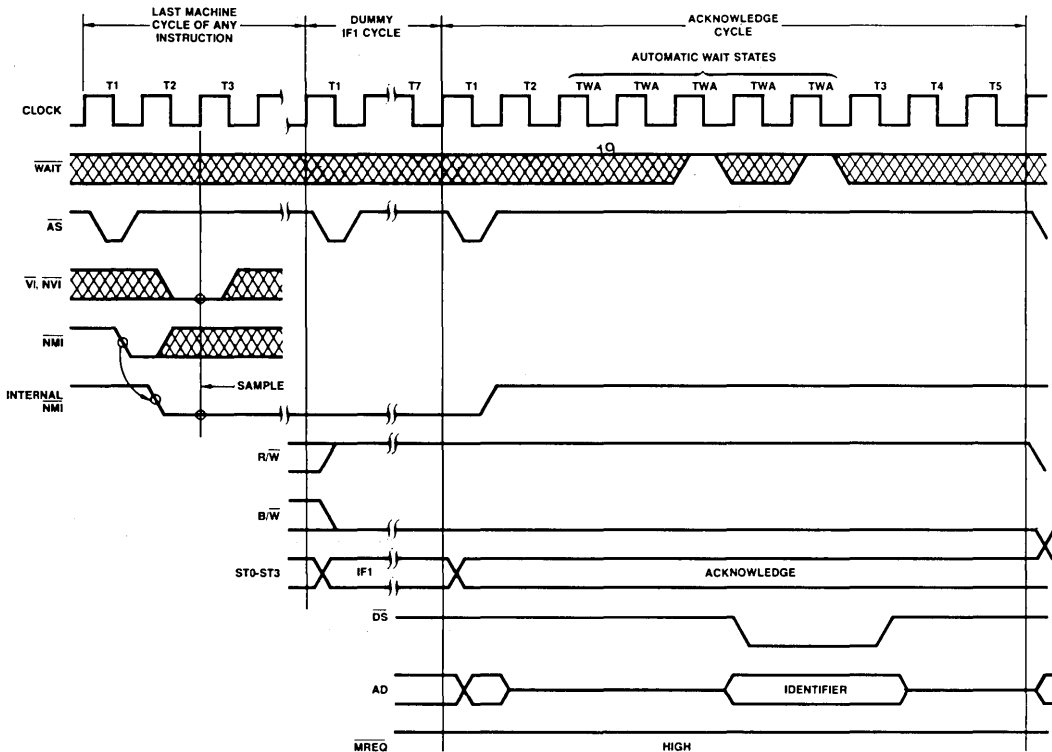 LAST MACHINE
CYCLE OF ANY
INSTRUCTION
DUMMY
IF1 CYCLE
ACKNOWLEDGE
CYCLE
AUTOMATIC WAIT STATES
T1 T2 T3 T1 T7 T1 T2 TWA TWA TWA TWA TWA T3 T4 T5
CLOCK
19
WAIT
AS
VI, NVI
NMI
SAMPLE
INTERNAL
NMI
R/W
B/W
ST0-ST3 IF1 ACKNOWLEDGE
DS
AD IDENTIFIER
MREQ HIGH